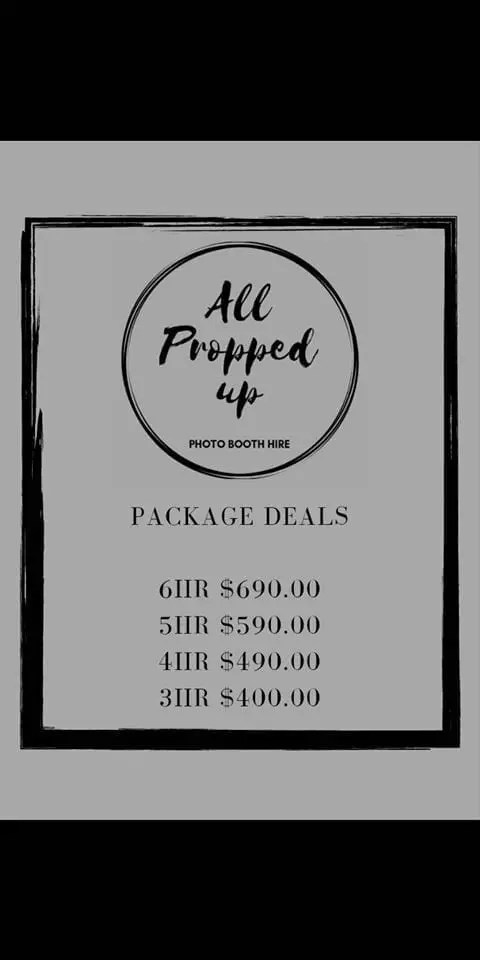 All
Propped
up
PHOTO BOOTH HIRE
PACKAGE DEALS
6HR $690.00
5HR $590.00
4HR $490.00
3HR $400.00